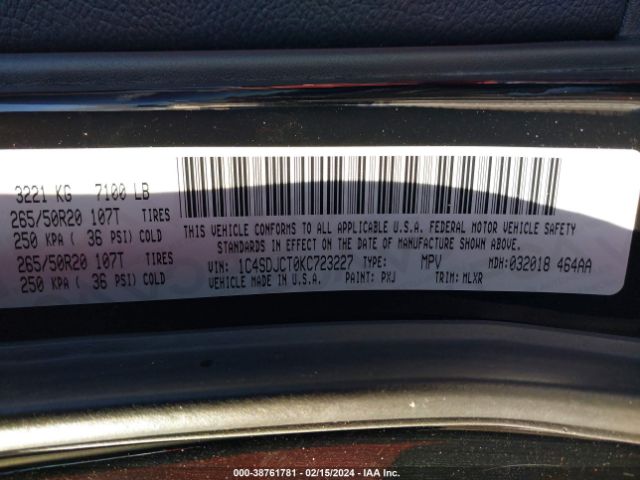 3221 KG 7100 LB
265/50R20 107T TIRES
250 KPA ( 36 PSI) COLD
265/50R20 107T TIRES
250 KPA ( 36 PSI) COLD
THIS VEHICLE CONFORMS TO ALL APPLICABLE U.S.A. FEDERAL MOTOR VEHICLE SAFETY
STANDARDS IN EFFECT ON THE DATE OF MANUFACTURE SHOWN ABOVE.
VIN: 1C4SDJCT0KC723227 TYPE: MPV MDH: 032018 464AA
VEHICLE MADE IN U.S.A. PAINT: PXJ TRIM: MLXR
000-38761781 - 02/15/2024 - IAA Inc.